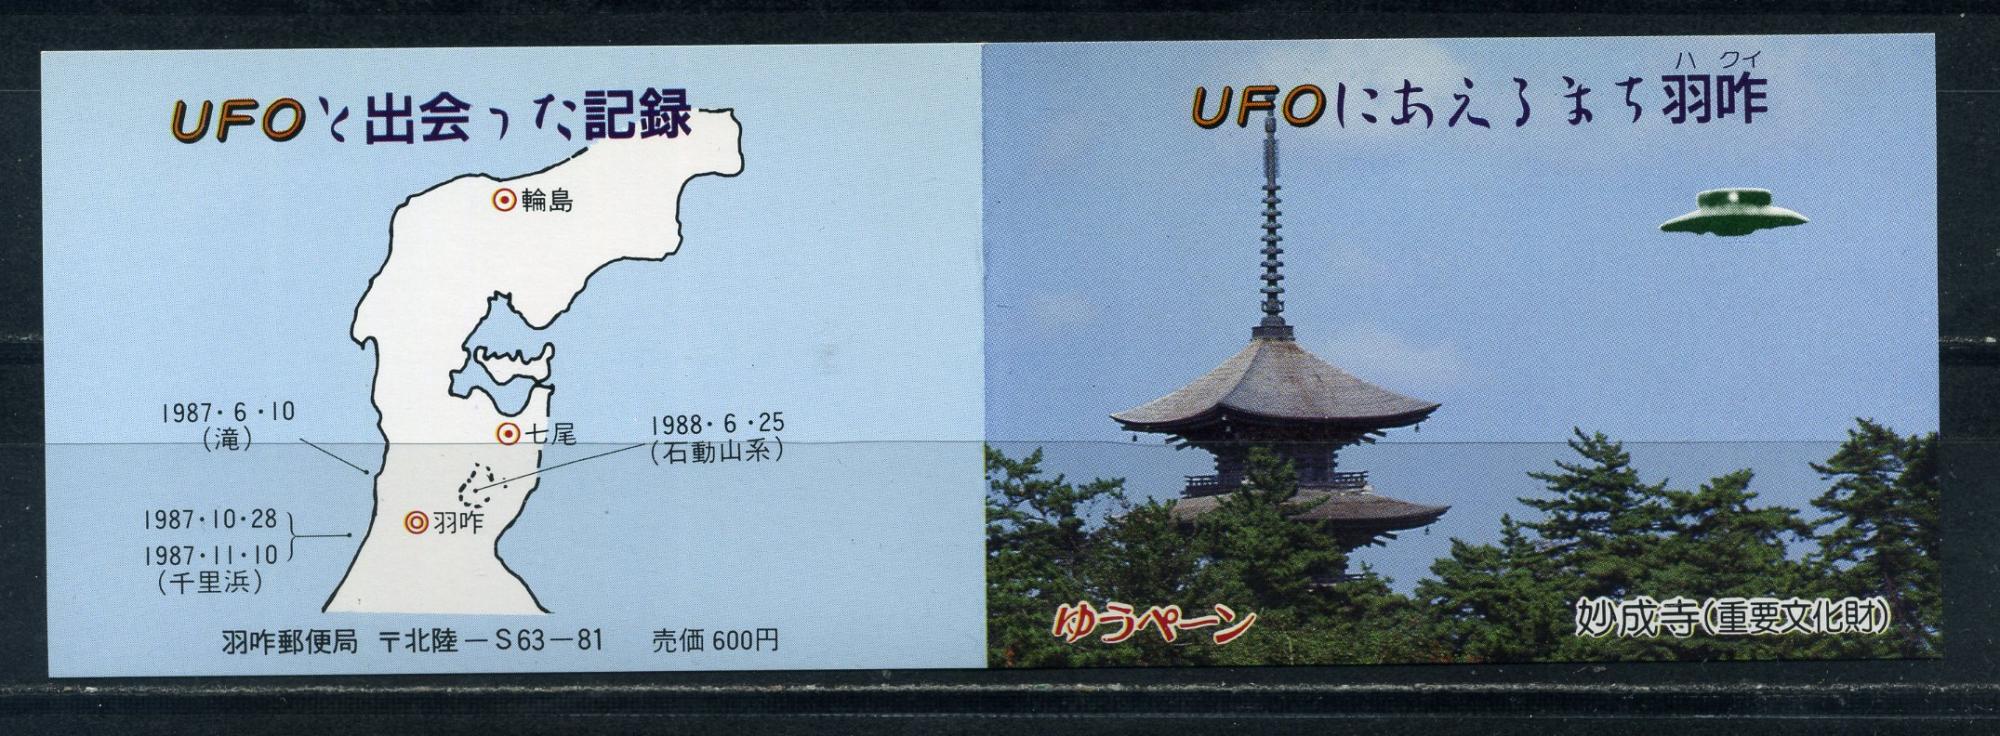 UFOと出会った記録
輪島
1987・6・10
(滝)
七尾
1988・6・25
(石動山系)
1987・10・28
1987・11・10
(千里浜)
羽咋
羽咋郵便局 〒北陸－S63－81 売価600円
ハクイ
UFOにあえるまち羽咋
ゆうペーン
妙成寺(重要文化財)